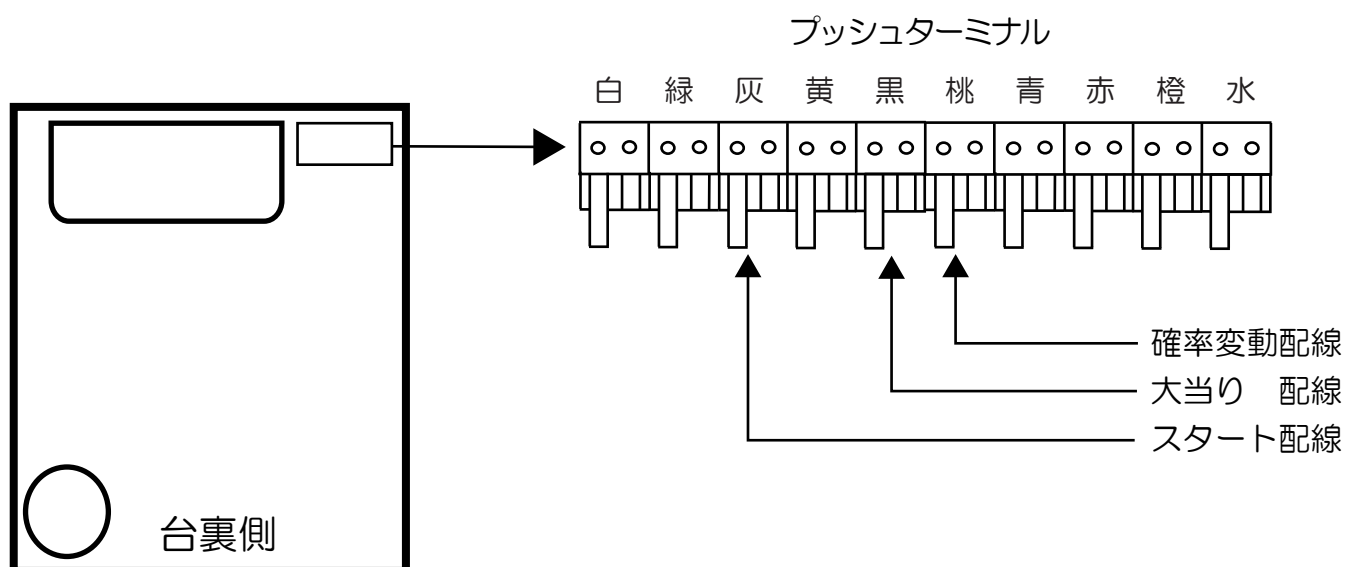 プッシュターミナル
白 緑 灰 黄 黒 桃 青 赤 橙 水
確率変動配線
大当り　配線
スタート配線
台裏側